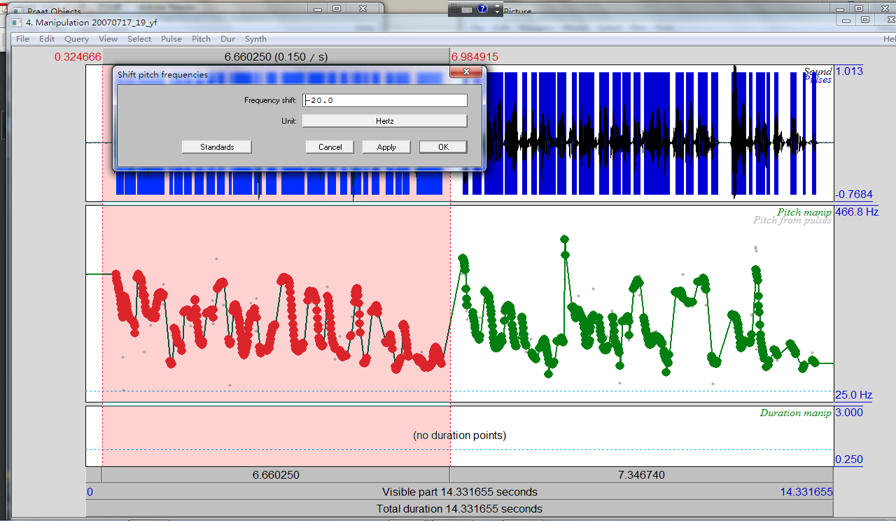 Praat Objects
Picture
4. Manipulation 20070717_19_yf
File Edit Query View Select Pulse Pitch Dur Synth Hel
0.324666 6.660250 (0.150 / s) 6.984915
Shift pitch frequencies
Sound
Pulses
1.013
Frequency shift: -20.0
Unit: Hertz
Standards Cancel Apply OK
-0.7684
Pitch manip
466.8 Hz
Pitch from pulses
25.0 Hz
Duration manip
3.000
(no duration points)
0.250
6.660250 7.346740
0 Visible part 14.331655 seconds 14.331655
Total duration 14.331655 seconds